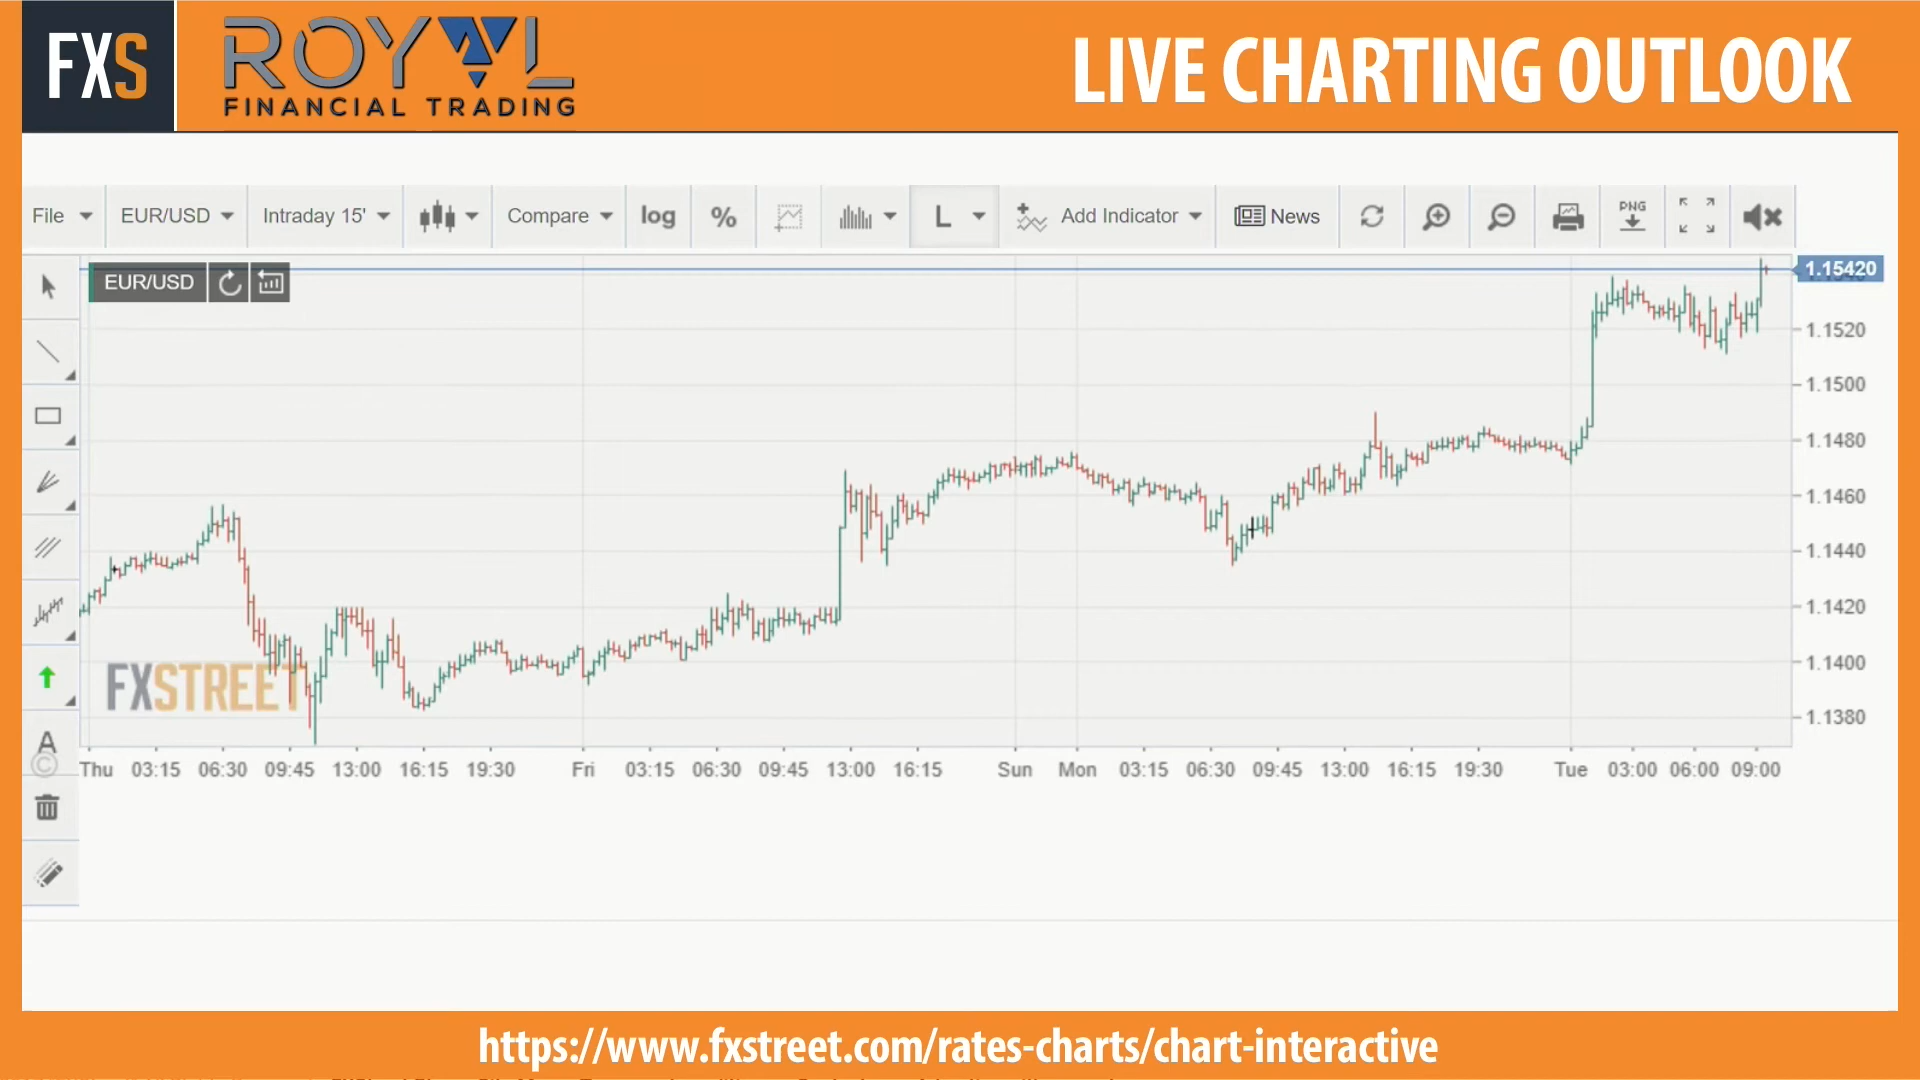 FXS
ROYAL
FINANCIAL TRADING
LIVE CHARTING OUTLOOK
File
EUR/USD
Intraday 15'
Compare
log
%
L
Add Indicator
News
PNG
EUR/USD
1.15420
1.1520
1.1500
1.1480
1.1460
1.1440
1.1420
1.1400
1.1380
FXSTREET
A
©
Thu 03:15 06:30 09:45 13:00 16:15 19:30 Fri 03:15 06:30 09:45 13:00 16:15 Sun Mon 03:15 06:30 09:45 13:00 16:15 19:30 Tue 03:00 06:00 09:00
https://www.fxstreet.com/rates-charts/chart-interactive